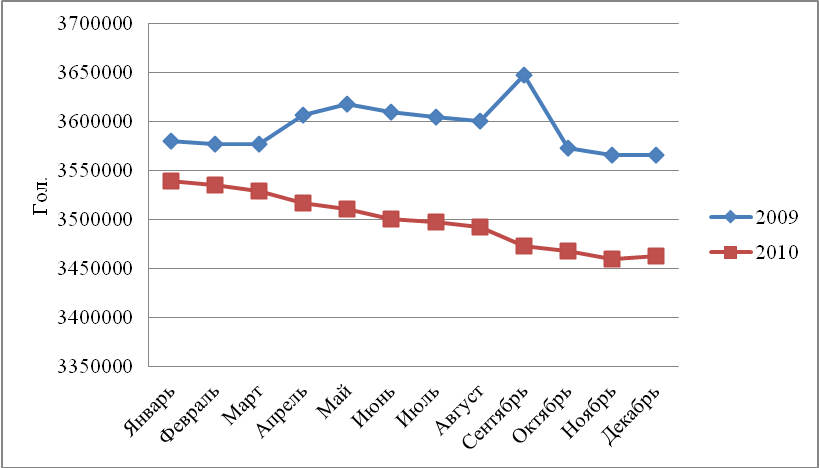 3700000
3650000
3600000
3550000
3500000
3450000
3400000
3350000
Гол.
Январь
Февраль
Март
Апрель
Май
Июнь
Июль
Август
Сентябрь
Октябрь
Ноябрь
Декабрь
2009
2010